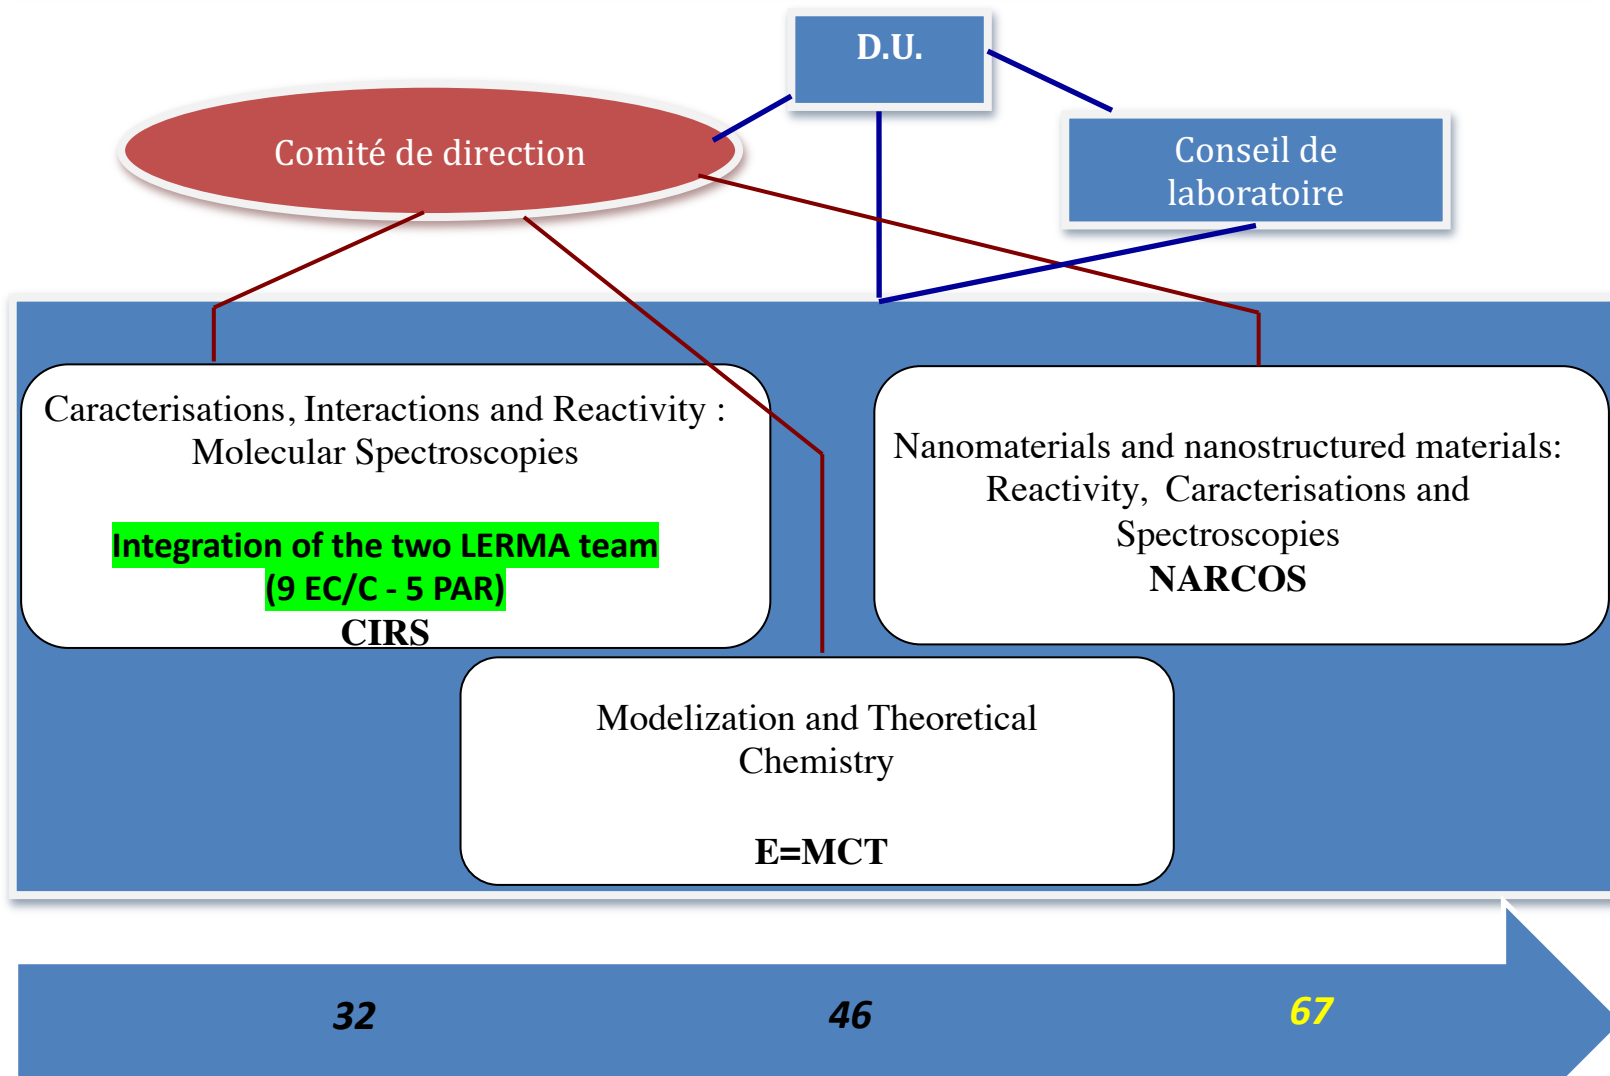 D.U.
Comité de direction
Conseil de
laboratoire
Caracterisations, Interactions and Reactivity :
Molecular Spectroscopies
Integration of the two LERMA team
(9 EC/C - 5 PAR)
CIRS
Nanomaterials and nanostructured materials:
Reactivity, Caracterisations and
Spectroscopies
NARCOS
Modelization and Theoretical
Chemistry
E=MCT
32 46 67